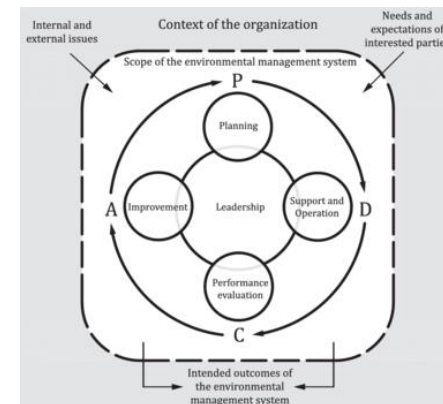 Internal and
external issues
Context of the organization
Needs and
expectations of
interested partie
Scope of the environmental management system
P
Planning
A
Improvement
Leadership
Support and
Operation
D
Performance
evaluation
C
Intended outcomes of
the environmental
management system